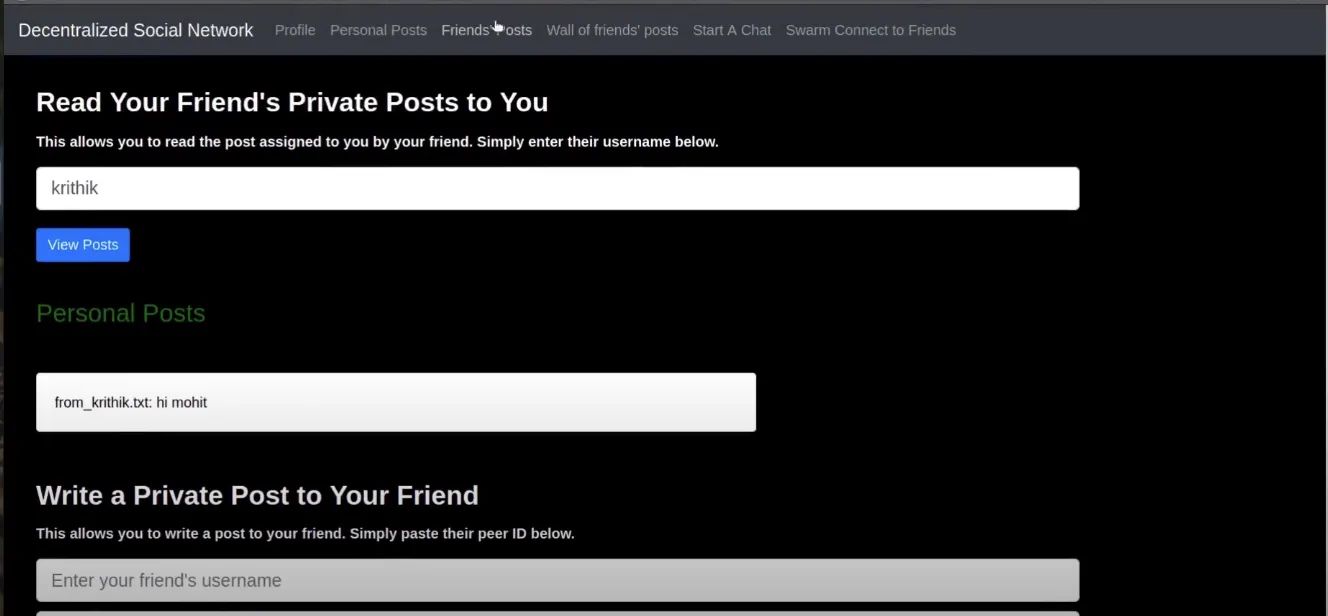 Decentralized Social Network Profile Personal Posts Friends' Posts Wall of friends' posts Start A Chat Swarm Connect to Friends
Read Your Friend's Private Posts to You
This allows you to read the post assigned to you by your friend. Simply enter their username below.
krithik
View Posts
Personal Posts
from_krithik.txt: hi mohit
Write a Private Post to Your Friend
This allows you to write a post to your friend. Simply paste their peer ID below.
Enter your friend's username